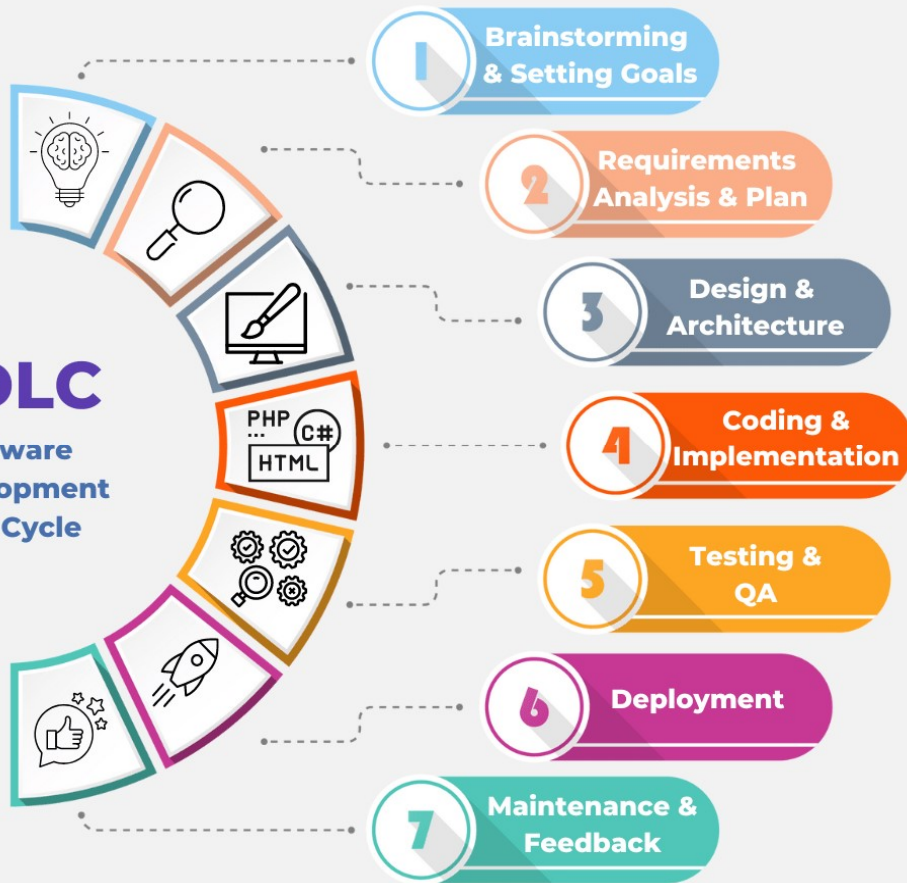 1
Brainstorming
& Setting Goals
2
Requirements
Analysis & Plan
3
Design &
Architecture
DLC
ware
opment
Cycle
PHP
...
C#
HTML
4
Coding &
Implementation
5
Testing &
QA
6
Deployment
7
Maintenance &
Feedback